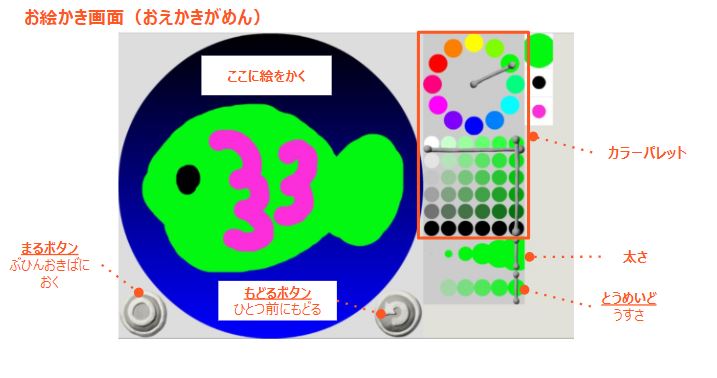 お絵かき画面（おえかきがめん）
ここに絵をかく
カラーパレット
まるボタン
ぶひんおきばに
おく
太さ
もどるボタン
ひとつ前にもどる
とうめいど
うすさ